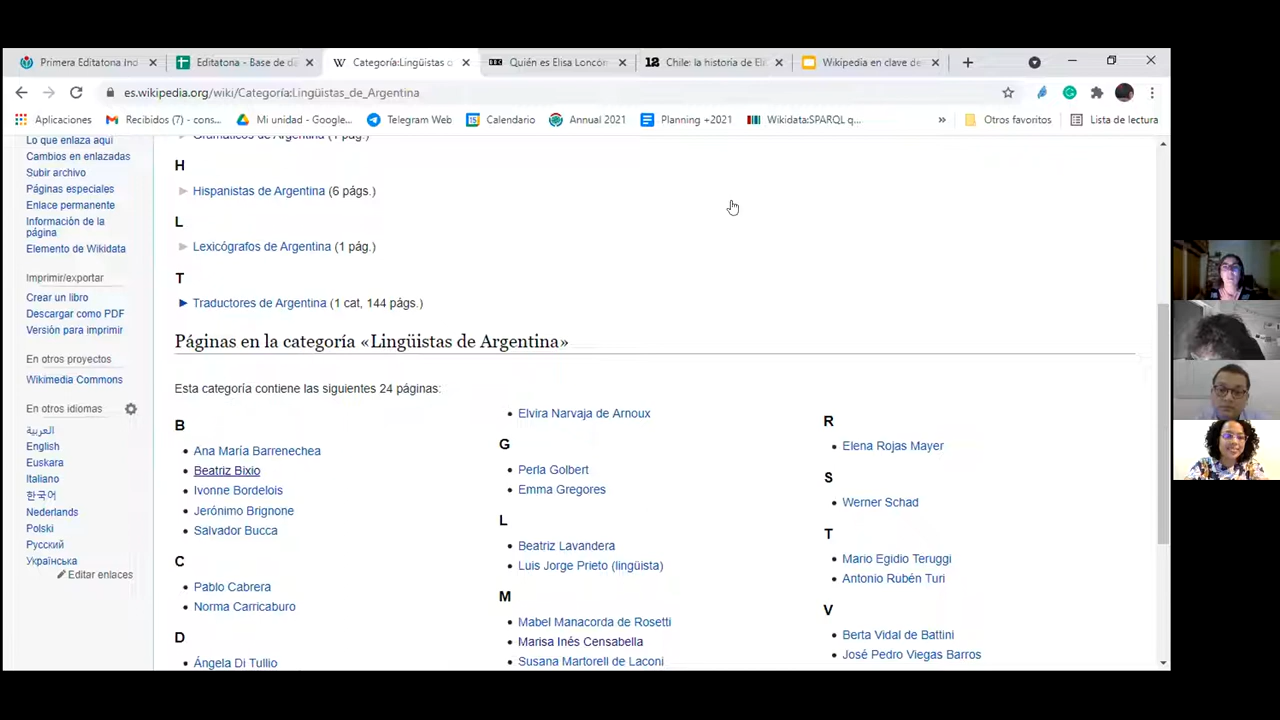 Primera Editatona Ind
Editatona - Base de da
Categoría:Lingüistas d
Quién es Elisa Loncón
Chile: la historia de Eli
Wikipedia en clave de
es.wikipedia.org/wiki/Categoría:Lingüistas_de_Argentina
Aplicaciones
Recibidos (7) - cons...
Mi unidad - Google...
Telegram Web
Calendario
Annual 2021
Planning +2021
Wikidata:SPARQL q...
»
Otros favoritos
Lista de lectura
Lo que enlaza aquí
Cambios en enlazadas
Subir archivo
Páginas especiales
Enlace permanente
Información de la
página
Elemento de Wikidata
Imprimir/exportar
Crear un libro
Descargar como PDF
Versión para imprimir
En otros proyectos
Wikimedia Commons
En otros idiomas
العربية
English
Euskara
Italiano
한국어
Nederlands
Polski
Русский
Українська
Editar enlaces
Gramáticos de Argentina (1 pág.)
H
Hispanistas de Argentina (6 págs.)
L
Lexicógrafos de Argentina (1 pág.)
T
Traductores de Argentina (1 cat, 144 págs.)
Páginas en la categoría «Lingüistas de Argentina»
Esta categoría contiene las siguientes 24 páginas:
B
Ana María Barrenechea
Beatriz Bixio
Ivonne Bordelois
Jerónimo Brignone
Salvador Bucca
C
Pablo Cabrera
Norma Carricaburo
D
Ángela Di Tullio
Elvira Narvaja de Arnoux
G
Perla Golbert
Emma Gregores
L
Beatriz Lavandera
Luis Jorge Prieto (lingüista)
M
Mabel Manacorda de Rosetti
Marisa Inés Censabella
Susana Martorell de Laconi
R
Elena Rojas Mayer
S
Werner Schad
T
Mario Egidio Teruggi
Antonio Rubén Turi
V
Berta Vidal de Battini
José Pedro Viegas Barros